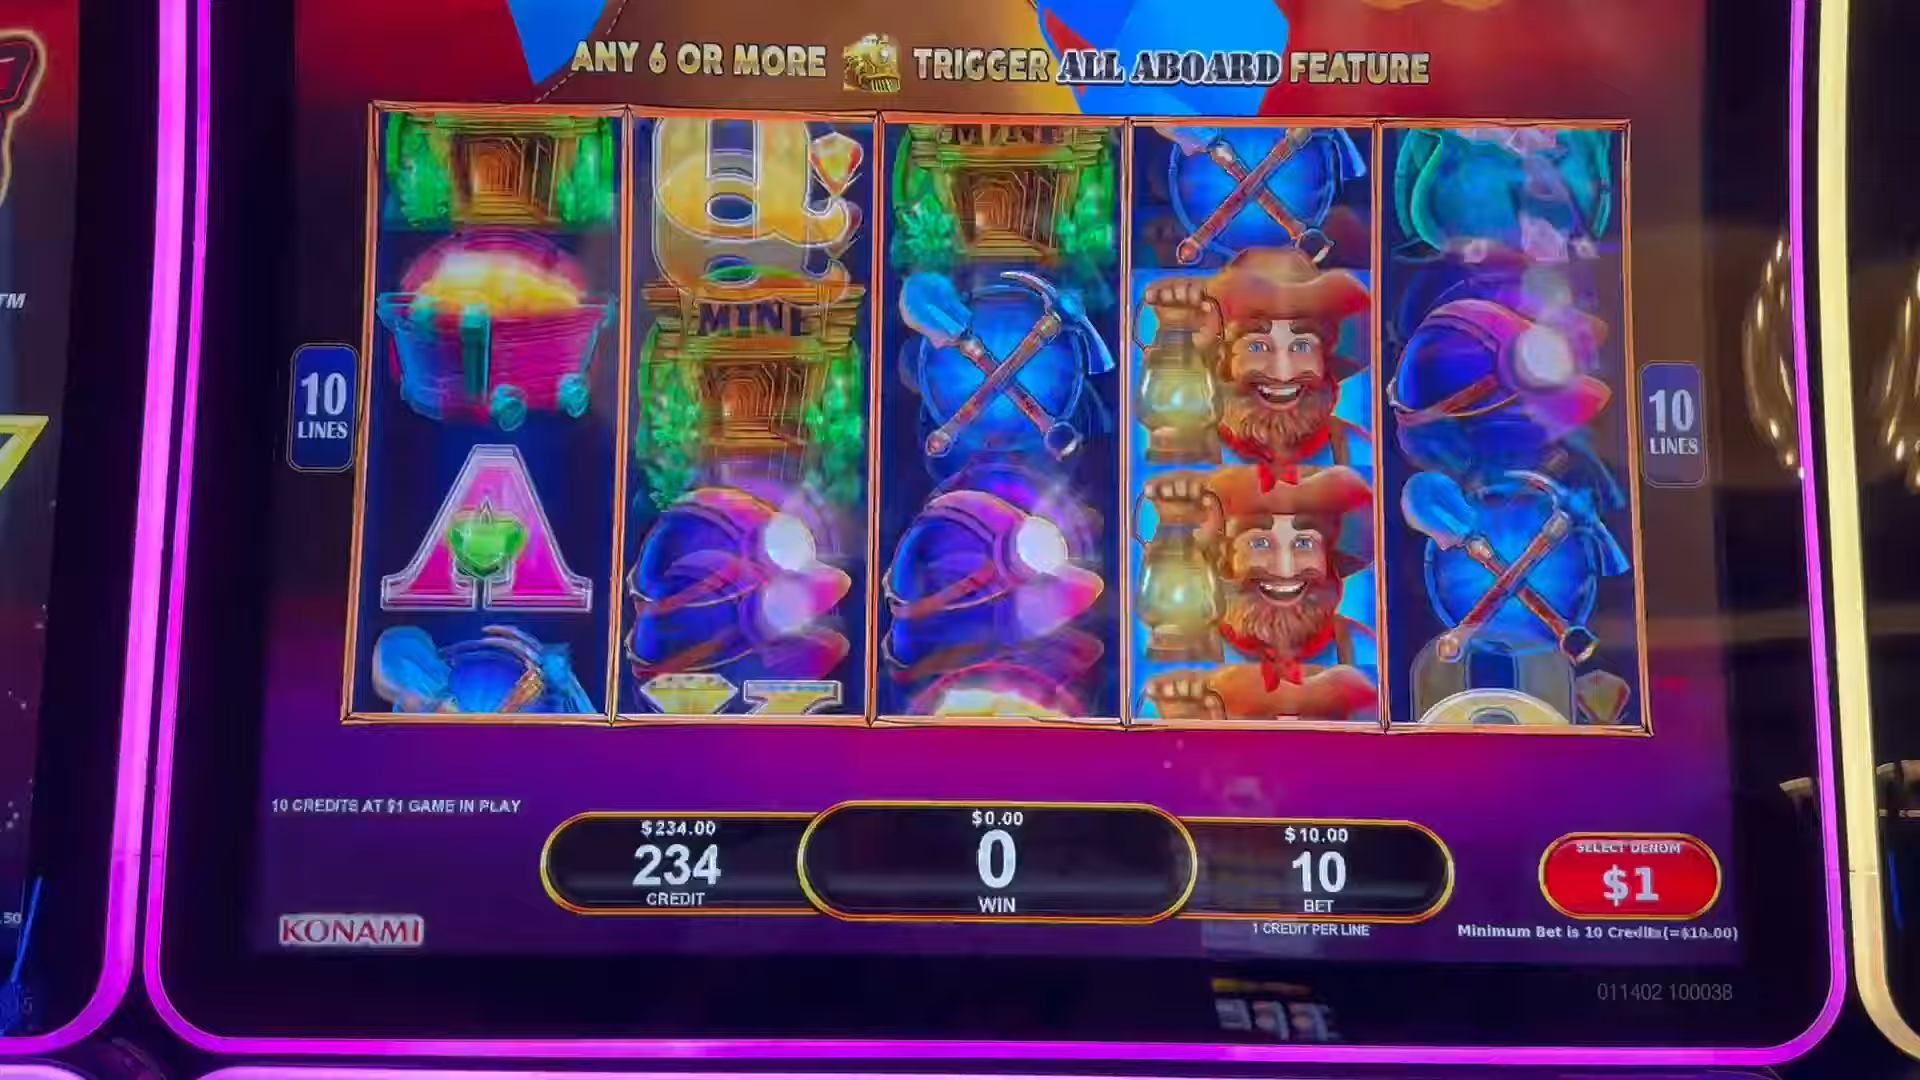 ANY 6 OR MORE TRIGGER ALL ABOARD FEATURE
TM
MINE
MINE
10
LINES
10
LINES
A
10 CREDITS AT $1 GAME IN PLAY
$234.00
234
CREDIT
$0.00
0
WIN
$10.00
10
BET
1 CREDIT PER LINE
SELECT DENOM
$1
Minimum Bet is 10 Credits(=$10.00)
KONAMI
.50
011402 100038